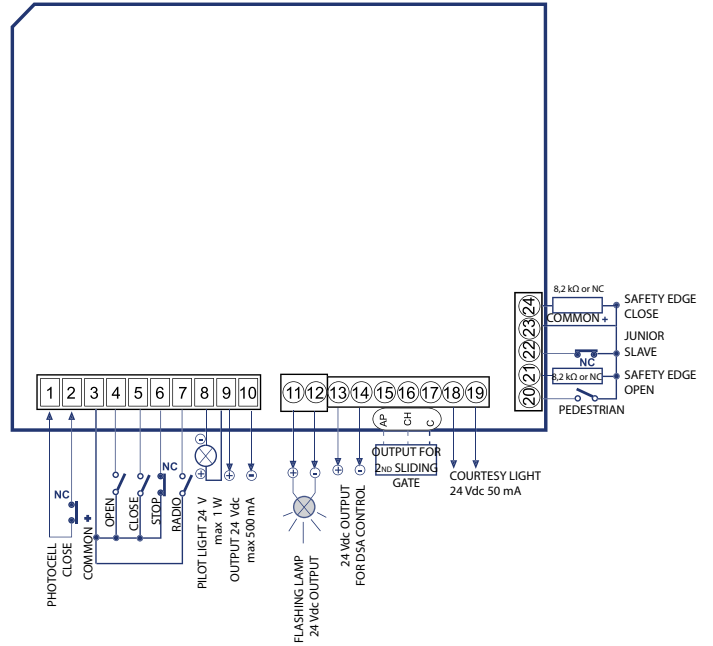 24
23
22
21
20
8,2 kΩ or NC
COMMON +
NC
8,2 kΩ or NC
SAFETY EDGE
CLOSE
JUNIOR
SLAVE
SAFETY EDGE
OPEN
PEDESTRIAN
1 2 3 4 5 6 7 8 9 10
11 12 13 14 15 16 17 18 19
AP
CH
C
OUTPUT FOR
2ND SLIDING
GATE
COURTESY LIGHT
24 Vdc 50 mA
NC
NC
PHOTOCELL
CLOSE
COMMON +
OPEN
CLOSE
STOP
RADIO
- +
PILOT LIGHT 24 V
max 1 W
+ -
OUTPUT 24 Vdc
max 500 mA
+ -
FLASHING LAMP
24 Vdc OUTPUT
+ -
24 Vdc OUTPUT
FOR DSA CONTROL